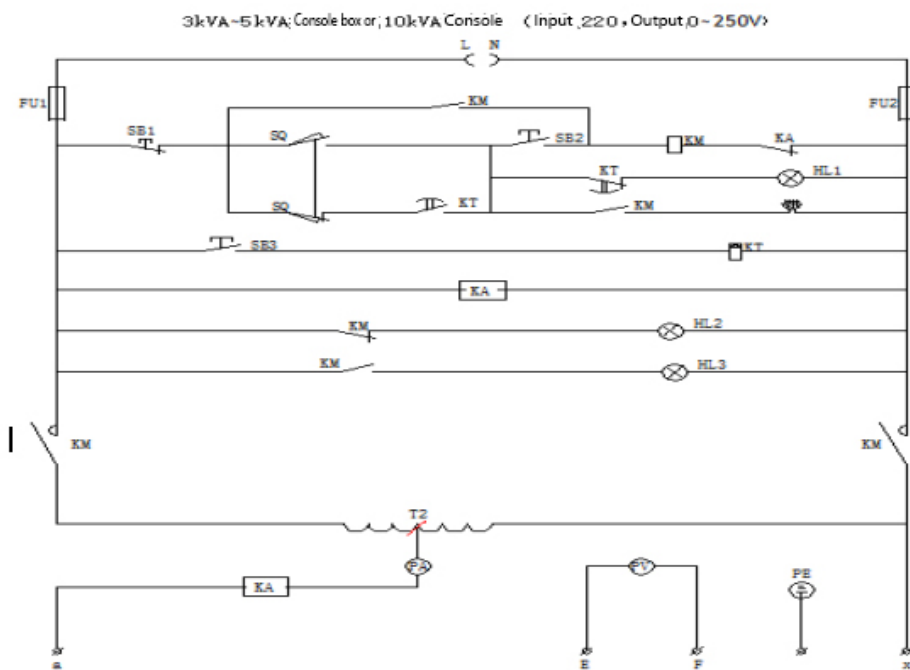 3kVA~5kVA; Console box or; 10kVA Console (Input 220, Output 0~250V)
L N
FU1
FU2
KM
SB1
SQ
SB2
KM
KA
KT
HL1
SQ
KT
KM
SB3
KT
KA
KM
HL2
KM
HL3
KM
KM
T2
PA
PV
PE
KA
a
E
F
x